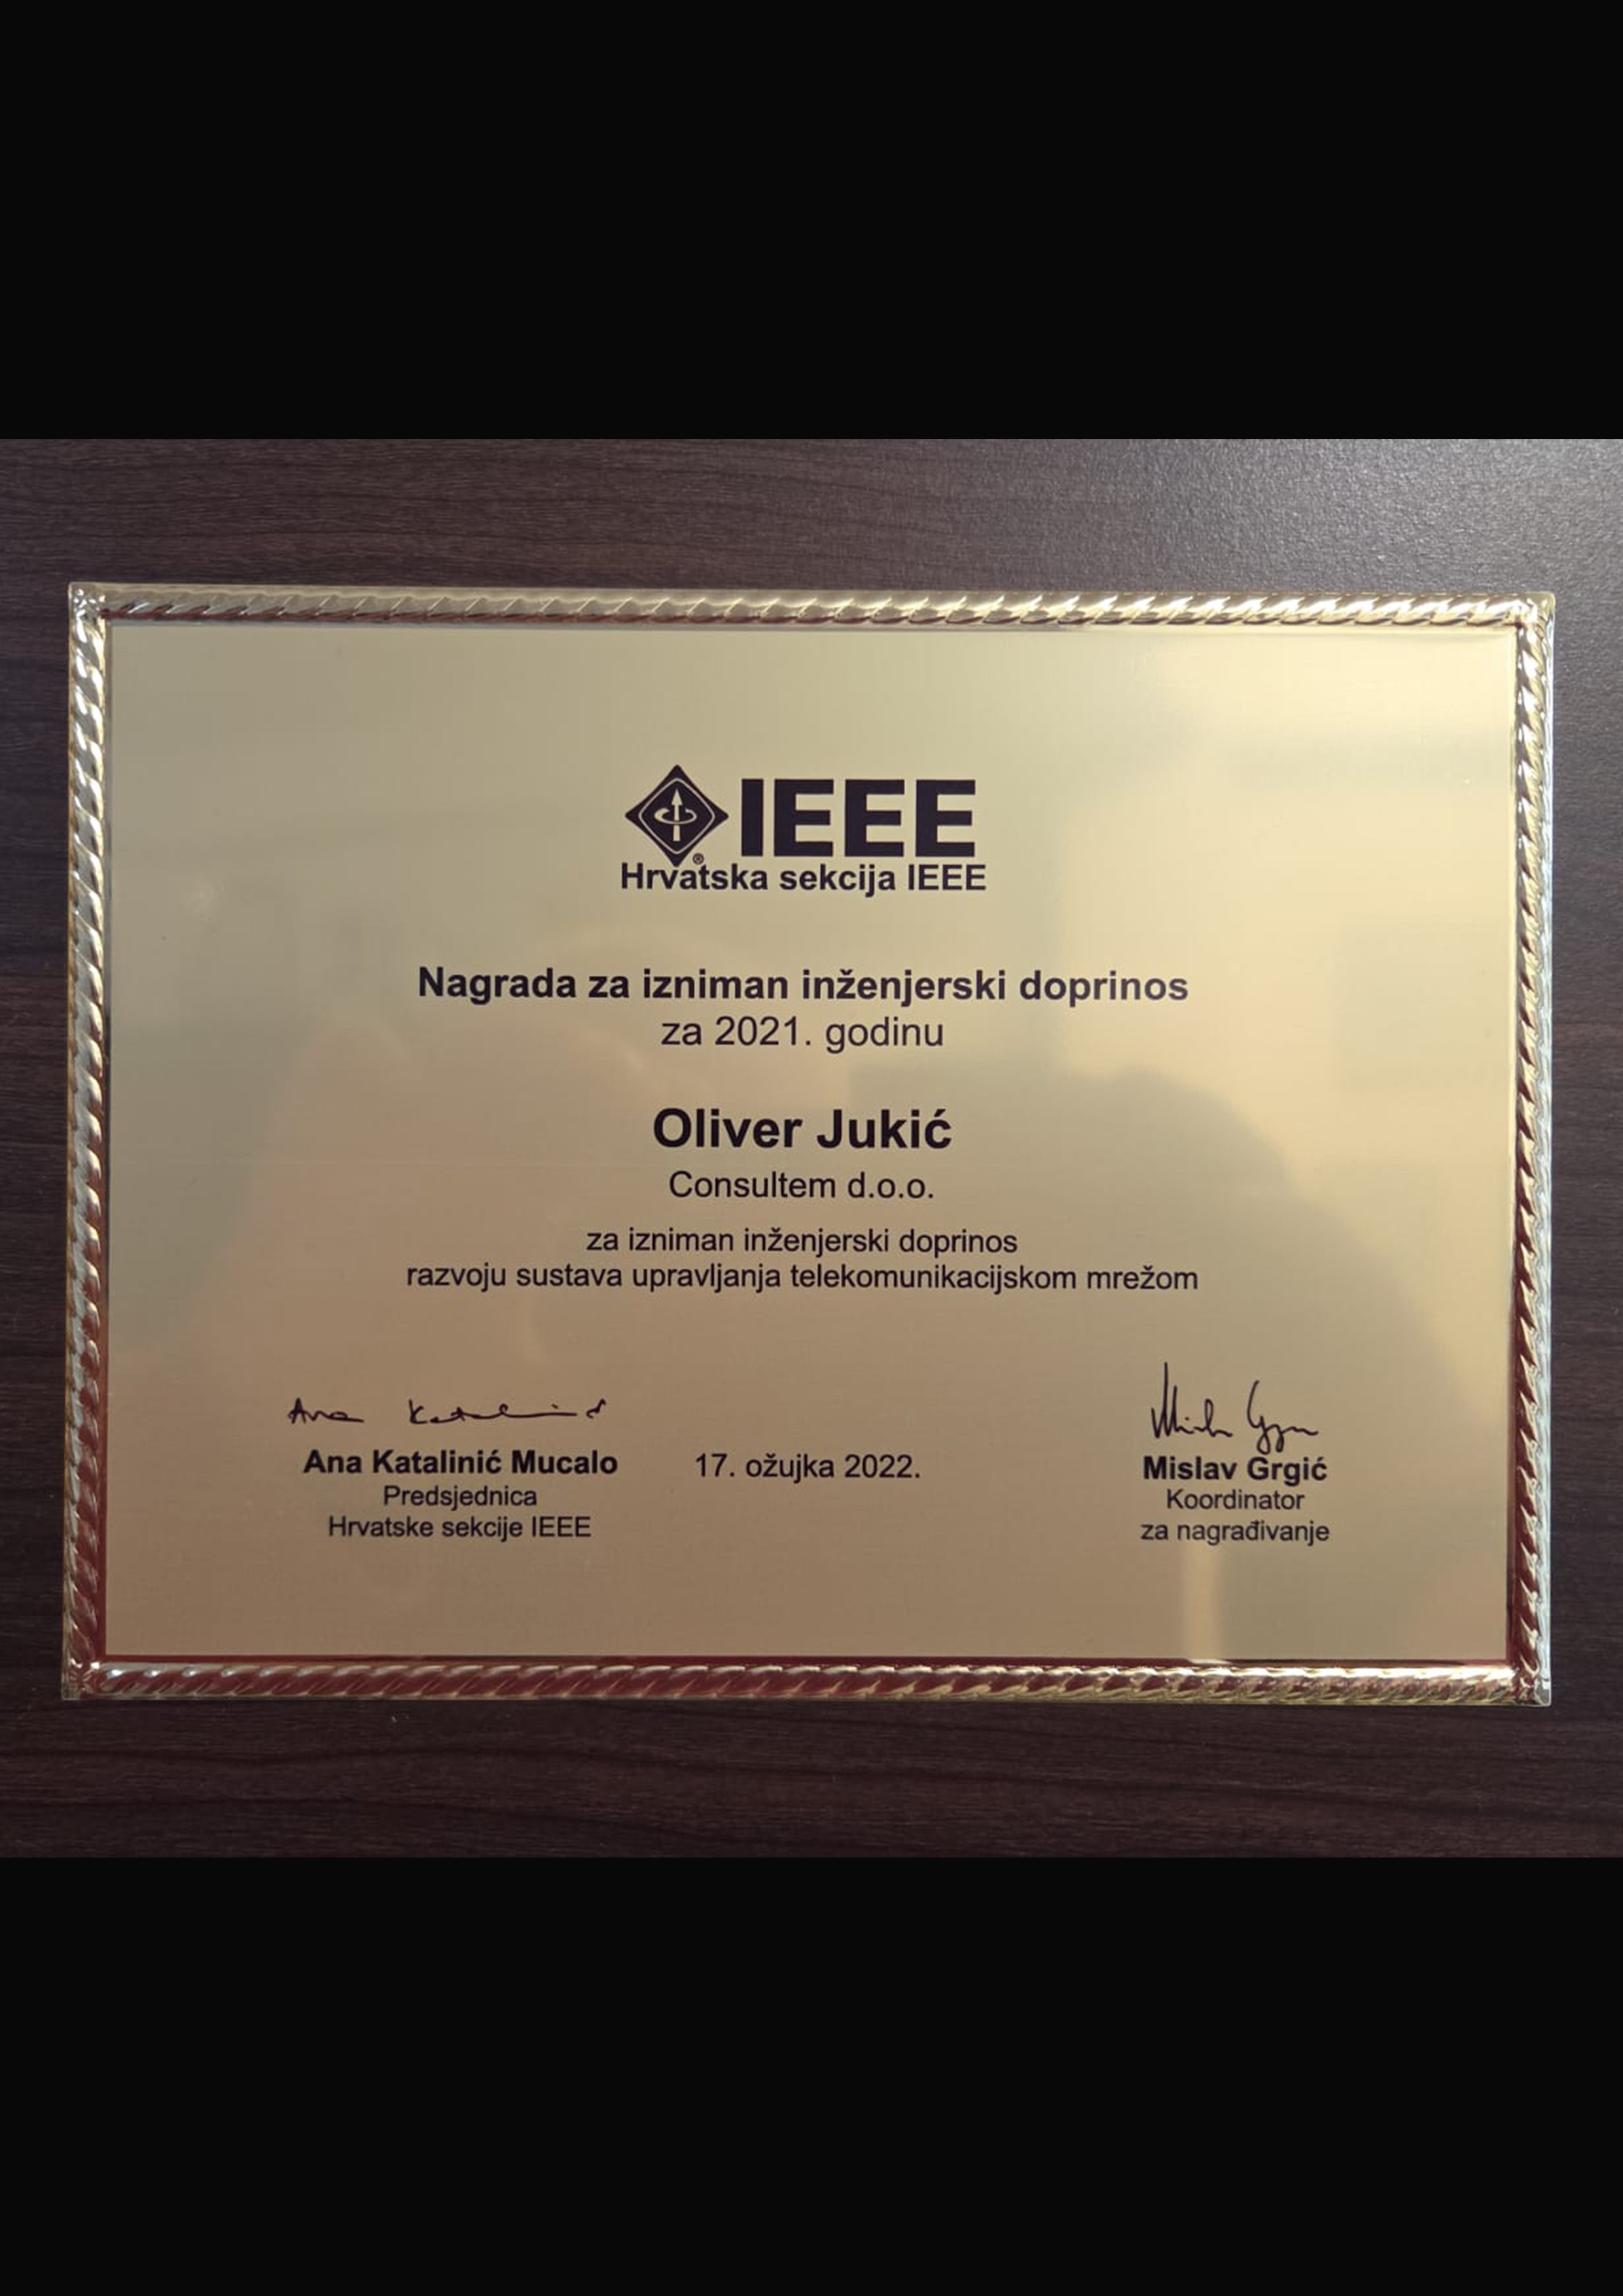 IEEE
®
Hrvatska sekcija IEEE
Nagrada za izniman inženjerski doprinos
za 2021. godinu
Oliver Jukić
Consultem d.o.o.
za izniman inženjerski doprinos
razvoju sustava upravljanja telekomunikacijskom mrežom
Ana Katalinić
Ana Katalinić Mucalo
Predsjednica
Hrvatske sekcije IEEE
17. ožujka 2022.
Mislav Grgić
Koordinator
za nagrađivanje